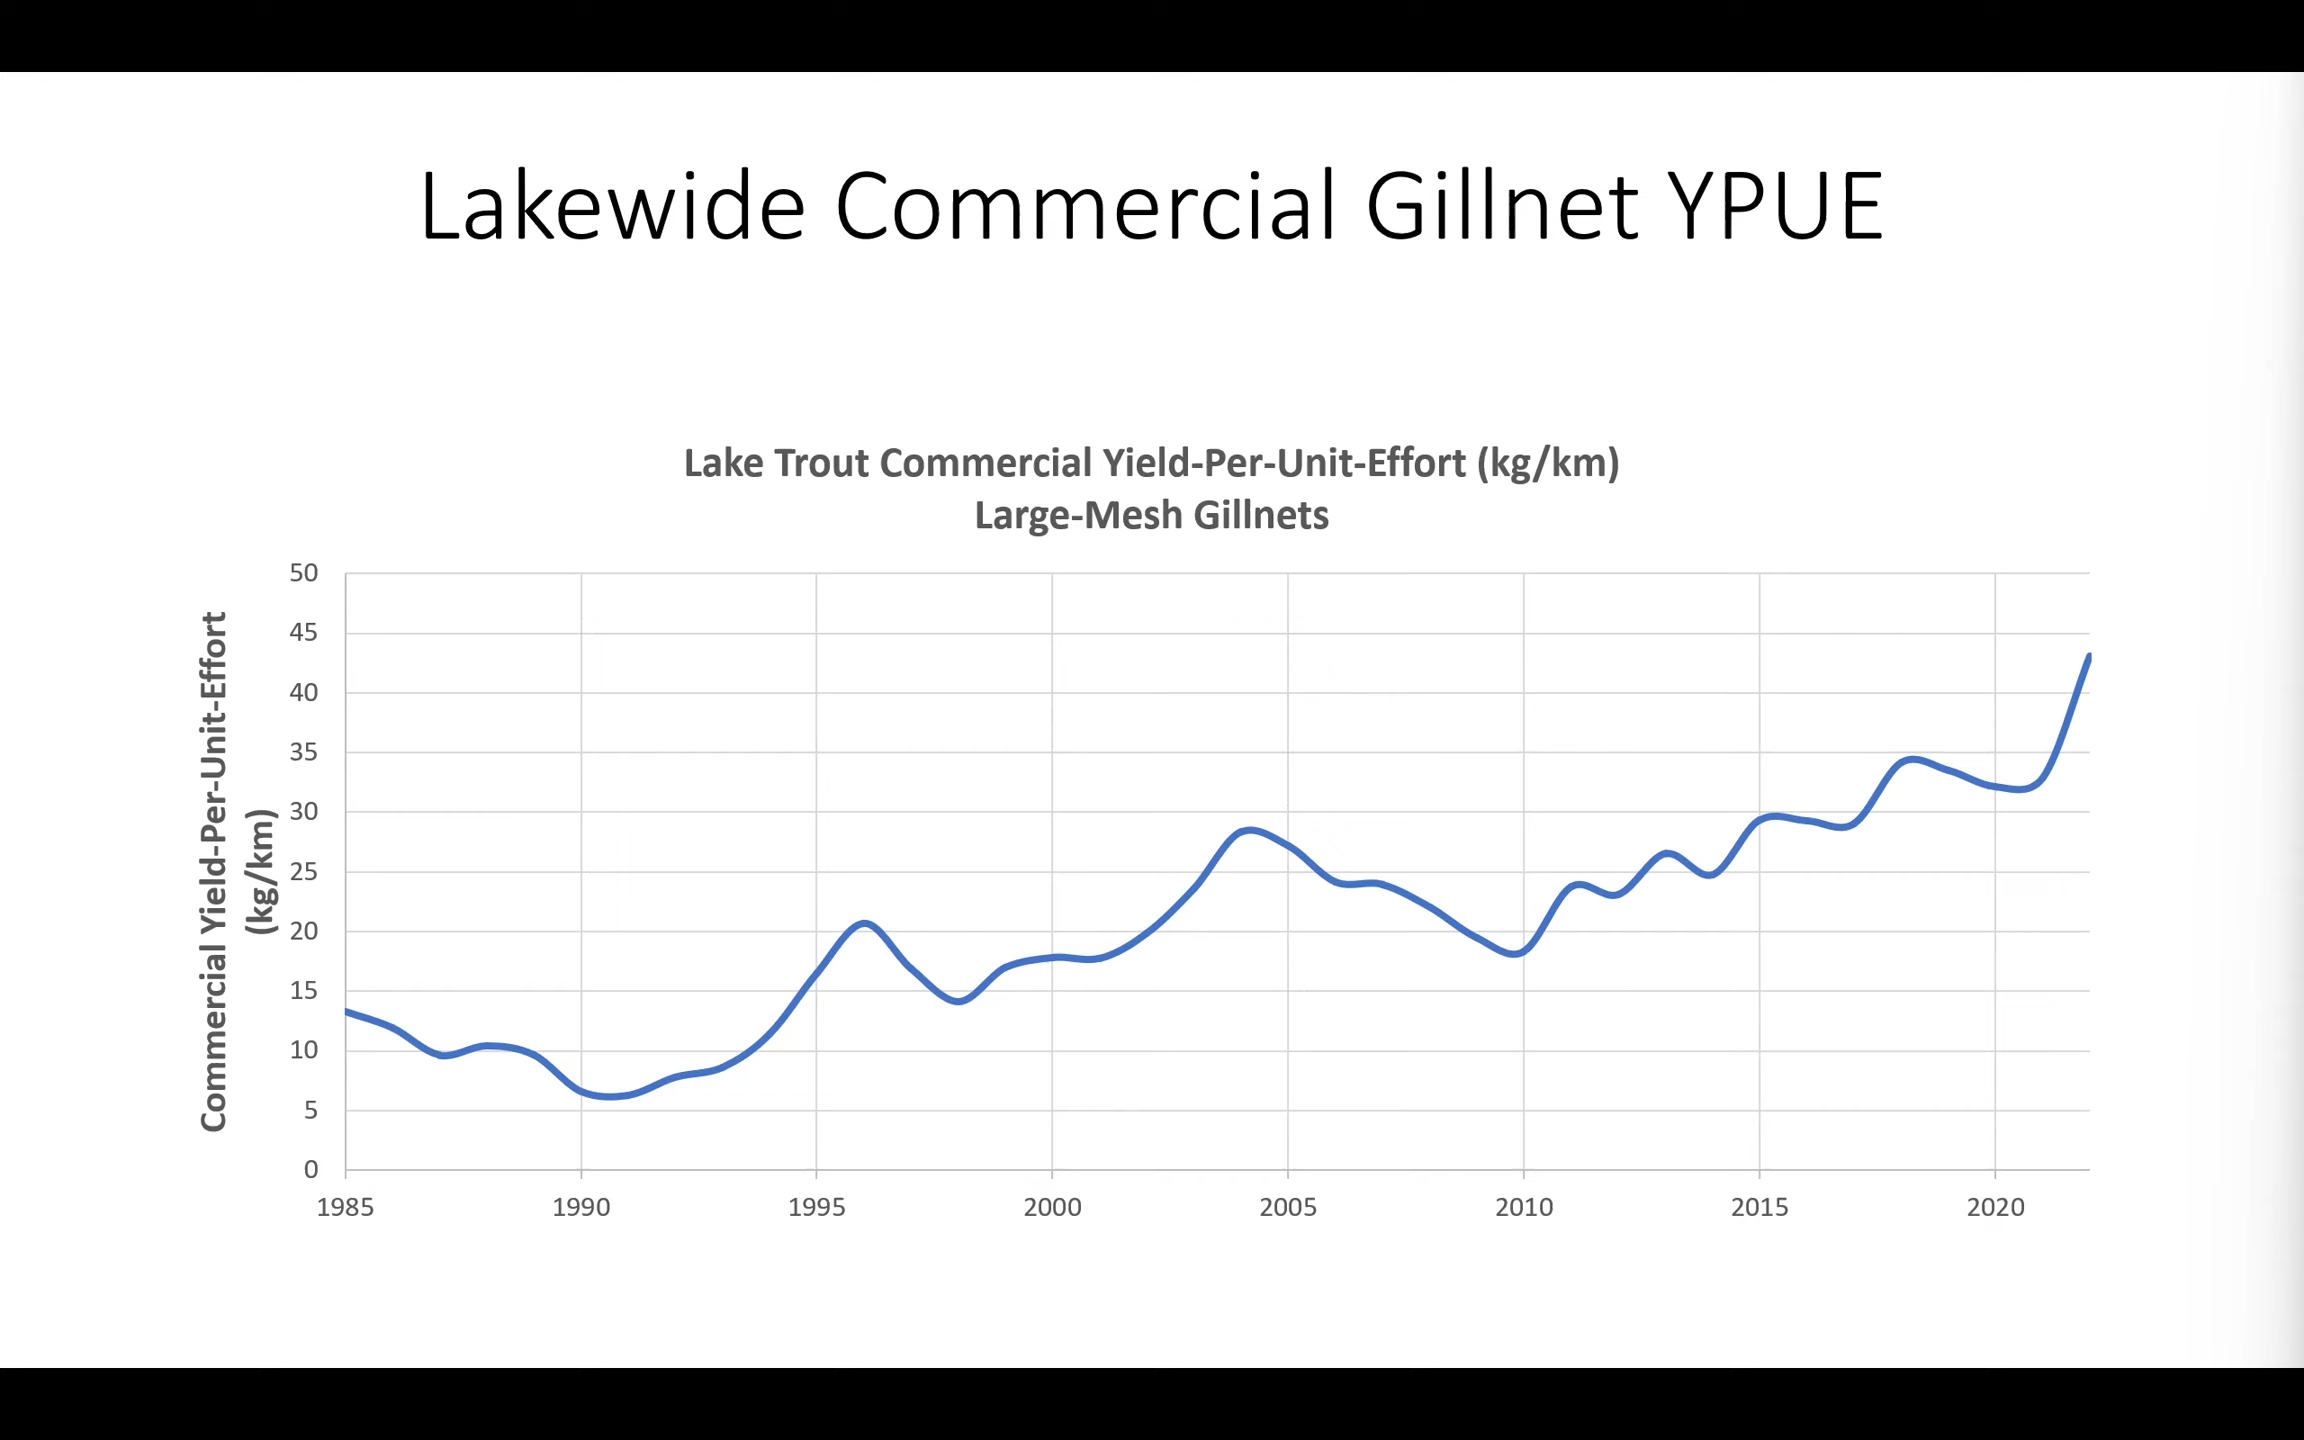 Lakewide Commercial Gillnet YPUE
Lake Trout Commercial Yield-Per-Unit-Effort (kg/km)
Large-Mesh Gillnets
Commercial Yield-Per-Unit-Effort
(kg/km)
50
45
40
35
30
25
20
15
10
5
0
1985 1990 1995 2000 2005 2010 2015 2020